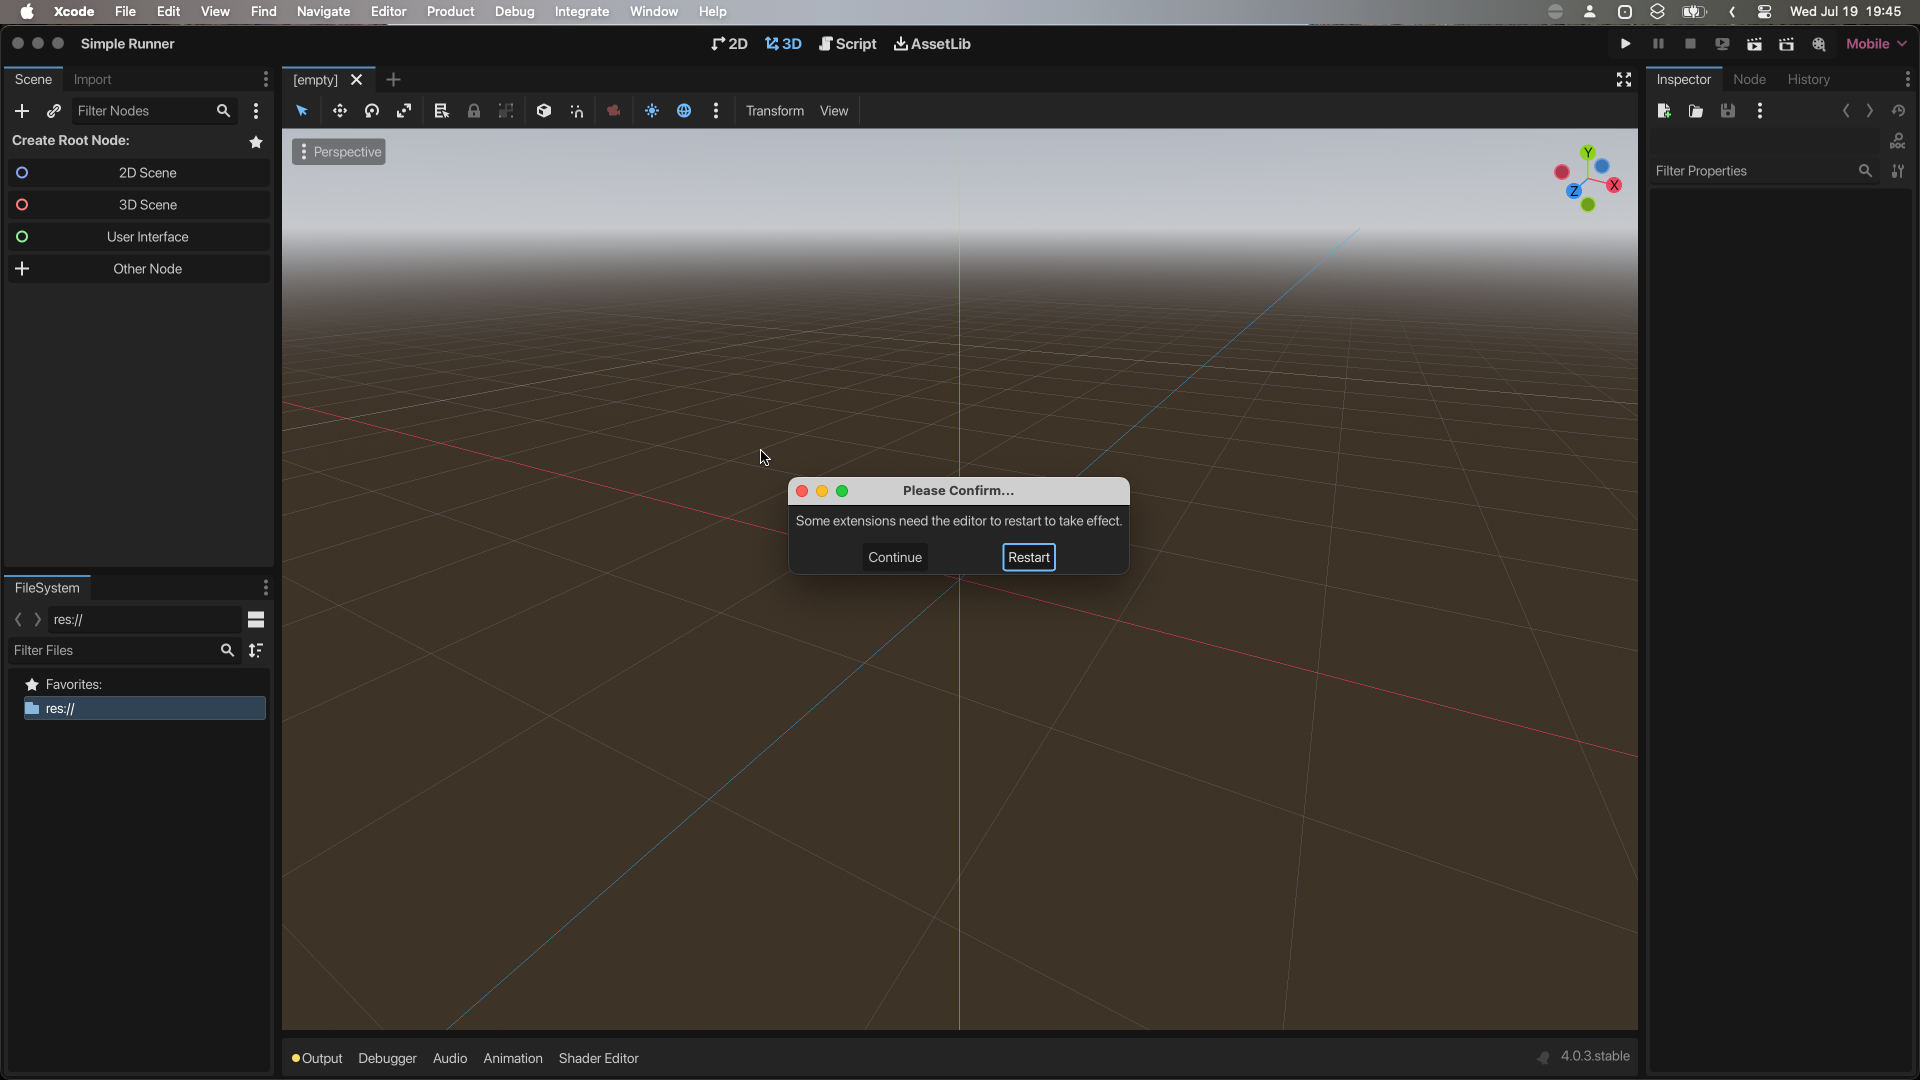 Xcode File Edit View Find Navigate Editor Product Debug Integrate Window Help Wed Jul 19 19:45
Simple Runner 2D 3D Script AssetLib Mobile
Scene Import
[empty]
Inspector Node History
Filter Nodes
Transform View
Create Root Node:
Perspective
Y
X
Z
DOC
Filter Properties
2D Scene
3D Scene
User Interface
Other Node
Please Confirm...
Some extensions need the editor to restart to take effect.
Continue Restart
FileSystem
res://
Filter Files
Favorites:
res://
Output Debugger Audio Animation Shader Editor 4.0.3.stable